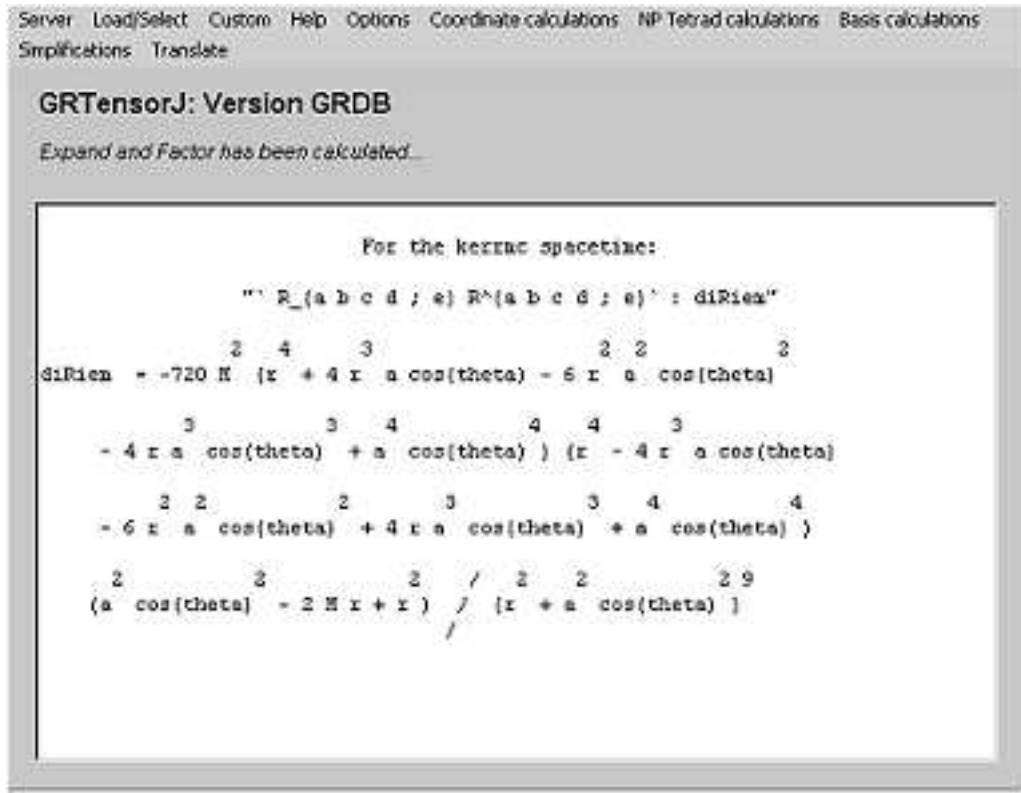 Server Load/Select Custom Help Options Coordinate calculations NP Tetrad calculations Basis calculations
Simplifications Translate
GRTensorJ: Version GRDB
Expand and Factor has been calculated...
For the kerrnc spacetime:
"` R_{a b c d ; e} R^{a b c d ; e}` : diRiem"
2 4 3 2 2 2
diRiem = -720 M (r + 4 r a cos(theta) - 6 r a cos(theta)
3 3 4 4 4 3
- 4 r a cos(theta) + a cos(theta) ) (r - 4 r a cos(theta)
2 2 2 3 3 4 4
- 6 r a cos(theta) + 4 r a cos(theta) + a cos(theta) )
2 2 2 / 2 2 2 9
(a cos(theta) - 2 M r + r ) / (r + a cos(theta) )
/